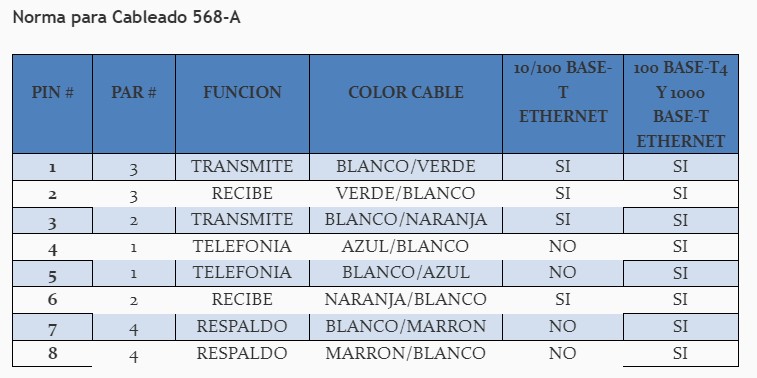 Norma para Cableado 568-A
PIN # PAR # FUNCION COLOR CABLE 10/100 BASE-T ETHERNET 100 BASE-T4 Y 1000 BASE-T ETHERNET
1 3 TRANSMITE BLANCO/VERDE SI SI
2 3 RECIBE VERDE/BLANCO SI SI
3 2 TRANSMITE BLANCO/NARANJA SI SI
4 1 TELEFONIA AZUL/BLANCO NO SI
5 1 TELEFONIA BLANCO/AZUL NO SI
6 2 RECIBE NARANJA/BLANCO SI SI
7 4 RESPALDO BLANCO/MARRON NO SI
8 4 RESPALDO MARRON/BLANCO NO SI